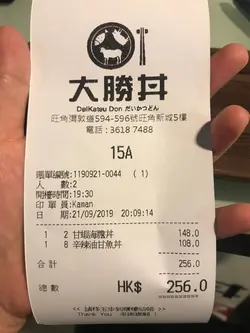 大勝丼
DaiKatsu Don だいかつどん
旺角彌敦道594-596號旺角新城5樓
電話:3618 7488
15A
賬單編號:1190921-0044 (1)
人 數:2
開檯時間:19:30
印 單 員:Kaman
日 期:21/09/2019 20:09:14
1 2 甘蝦海膽丼 148.0
1 8 辛辣油甘魚丼 108.0
合計 256.0
總數 HK$ 256.0
Thank You